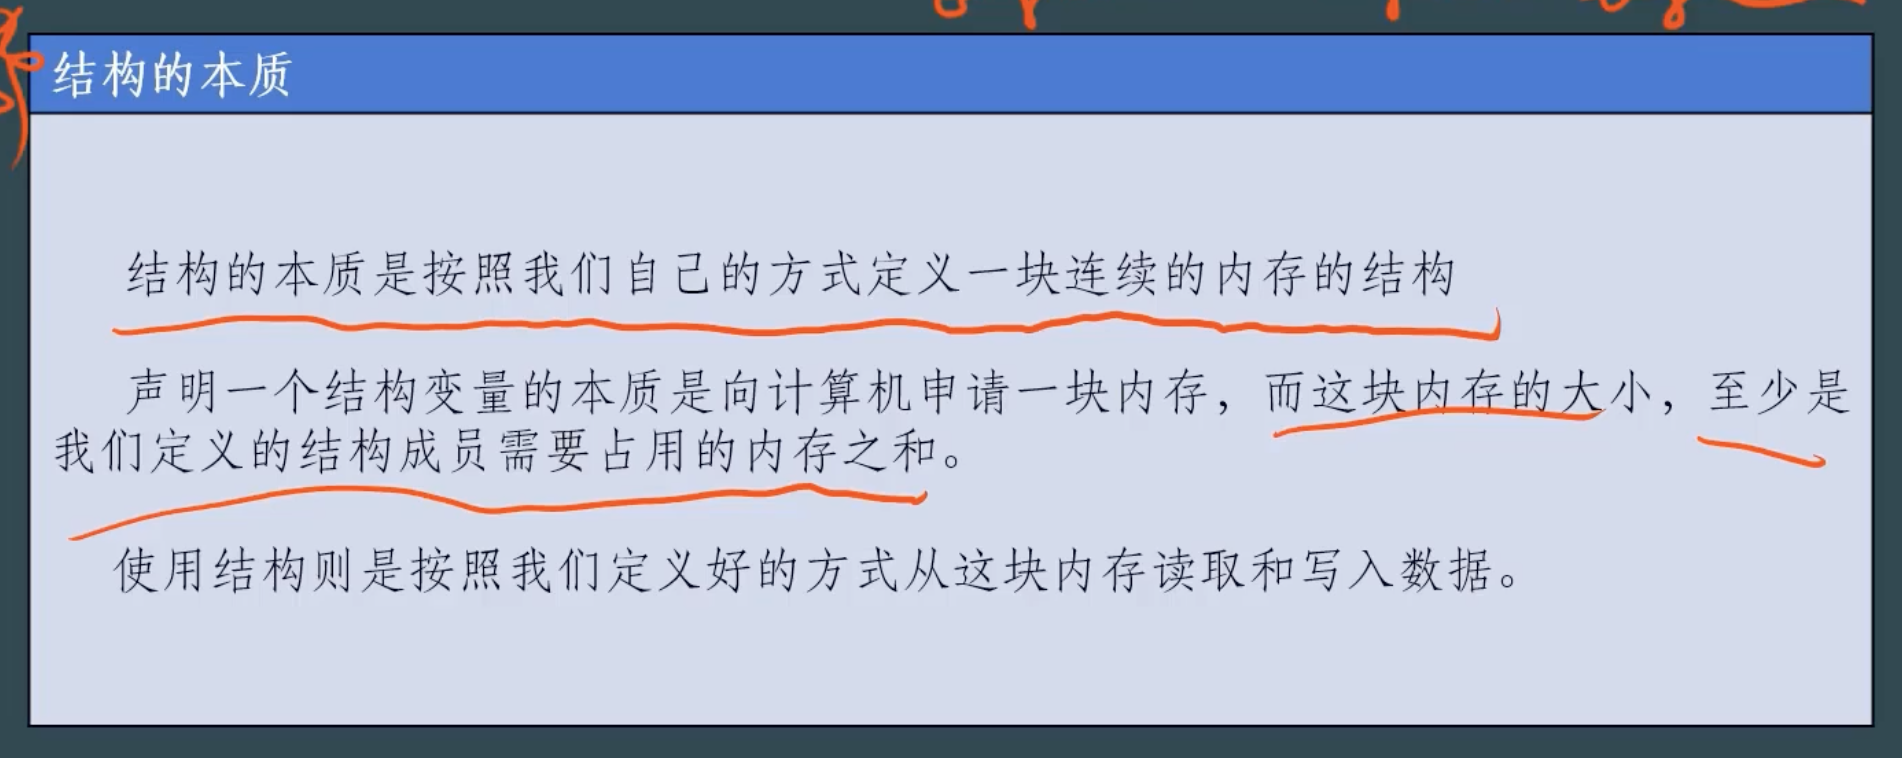 结构的本质
结构的本质是按照我们自己的方式定义一块连续的内存的结构
声明一个结构变量的本质是向计算机申请一块内存，而这块内存的大小，至少是
我们定义的结构成员需要占用的内存之和。
使用结构则是按照我们定义好的方式从这块内存读取和写入数据。